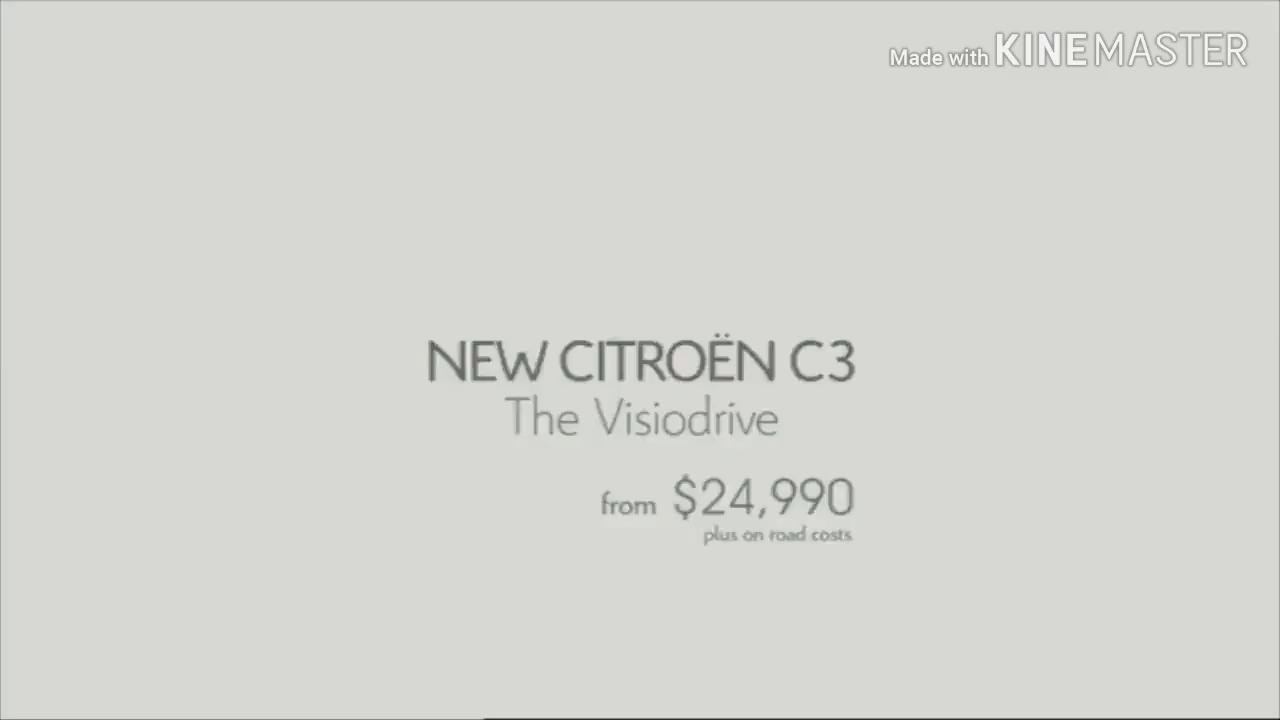 Made with KINEMASTER
NEW CITROËN C3
The Visiodrive
from $24,990
plus on road costs